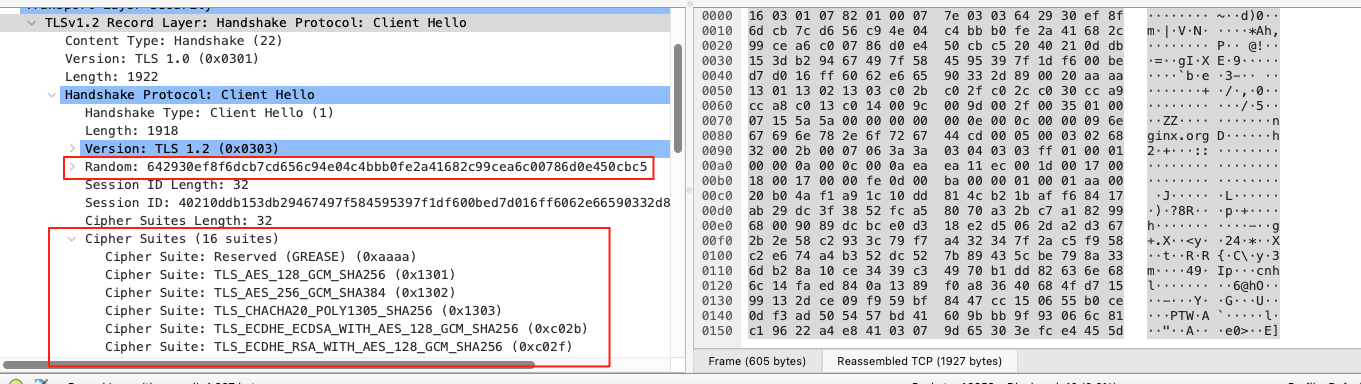 TLSv1.2 Record Layer: Handshake Protocol: Client Hello
Content Type: Handshake (22)
Version: TLS 1.0 (0x0301)
Length: 1922
Handshake Protocol: Client Hello
Handshake Type: Client Hello (1)
Length: 1918
Version: TLS 1.2 (0x0303)
Random: 642930ef8f6dcb7cd656c94e04c4bbb0fe2a41682c99cea6c00786d0e450cbc5
Session ID Length: 32
Session ID: 40210ddb153db29467497f584595397f1df600bed7d016ff6062e66590332d8
Cipher Suites Length: 32
Cipher Suites (16 suites)
Cipher Suite: Reserved (GREASE) (0xaaaa)
Cipher Suite: TLS_AES_128_GCM_SHA256 (0x1301)
Cipher Suite: TLS_AES_256_GCM_SHA384 (0x1302)
Cipher Suite: TLS_CHACHA20_POLY1305_SHA256 (0x1303)
Cipher Suite: TLS_ECDHE_ECDSA_WITH_AES_128_GCM_SHA256 (0xc02b)
Cipher Suite: TLS_ECDHE_RSA_WITH_AES_128_GCM_SHA256 (0xc02f)
0000 16 03 01 07 82 01 00 07 7e 03 03 64 29 30 ef 8f ········ ~··d)0··
0010 6d cb 7c d6 56 c9 4e 04 c4 bb b0 fe 2a 41 68 2c m·|·V·N· ····*Ah,
0020 99 ce a6 c0 07 86 d0 e4 50 cb c5 20 40 21 0d db ········ P·· @!··
0030 15 3d b2 94 67 49 7f 58 45 95 39 7f 1d f6 00 be ·=··gI·X E·9·····
0040 d7 d0 16 ff 60 62 e6 65 90 33 2d 89 00 20 aa aa ····`b·e ·3-·· ··
0050 13 01 13 02 13 03 c0 2b c0 2f c0 2c c0 30 cc a9 ·······+ ·/·,·0··
0060 cc a8 c0 13 c0 14 00 9c 00 9d 00 2f 00 35 01 00 ········ ···/·5··
0070 07 15 5a 5a 00 00 00 00 00 0e 00 0c 00 00 09 6e ··ZZ···· ·······n
0080 67 69 6e 78 2e 6f 72 67 44 cd 00 05 00 03 02 68 ginx.org D······h
0090 32 00 2b 00 07 06 3a 3a 03 04 03 03 ff 01 00 01 2·+···:: ········
00a0 00 00 0a 00 0c 00 0a ea ea 11 ec 00 1d 00 17 00 ········ ········
00b0 18 00 17 00 00 fe 0d 00 ba 00 00 01 00 01 aa 00 ········ ········
00c0 20 b0 4a f1 a9 1c 10 dd 81 4c b2 1b af f6 84 17 ·J····· ·L······
00d0 ab 29 dc 3f 38 52 fc a5 80 70 a3 2b c7 a1 82 99 ·)·?8R·· ·p·+····
00e0 68 00 90 89 dc bc e0 d3 18 e2 d5 06 2d a2 d3 67 h······· ····-··g
00f0 2b 2e 58 c2 93 3c 79 f7 a4 32 34 7f 2a c5 f9 58 +.X··<y· ·24·*··X
0100 c2 e6 74 a4 b3 52 dc 52 7b 89 43 5c be 79 8a 33 ··t··R·R {·C\·y·3
0110 6d b2 8a 10 ce 34 39 c3 49 70 b1 dd 82 63 6e 68 m····49· Ip···cnh
0120 6c 14 fa ed 84 0a 13 89 f0 a8 36 40 68 4f d7 15 l······· ··6@hO··
0130 99 13 2d ce 09 f9 59 bf 84 47 cc 15 06 55 b0 ce ··-···Y· ·G···U··
0140 0d f3 ad 50 54 57 bd 41 60 9b bb 9f 93 06 6c 81 ···PTW·A `·····l·
0150 c1 96 22 a4 e8 41 03 07 9d 65 30 3e fc e4 45 5d ··"··A·· ·e0>··E]
Frame (605 bytes)
Reassembled TCP (1927 bytes)